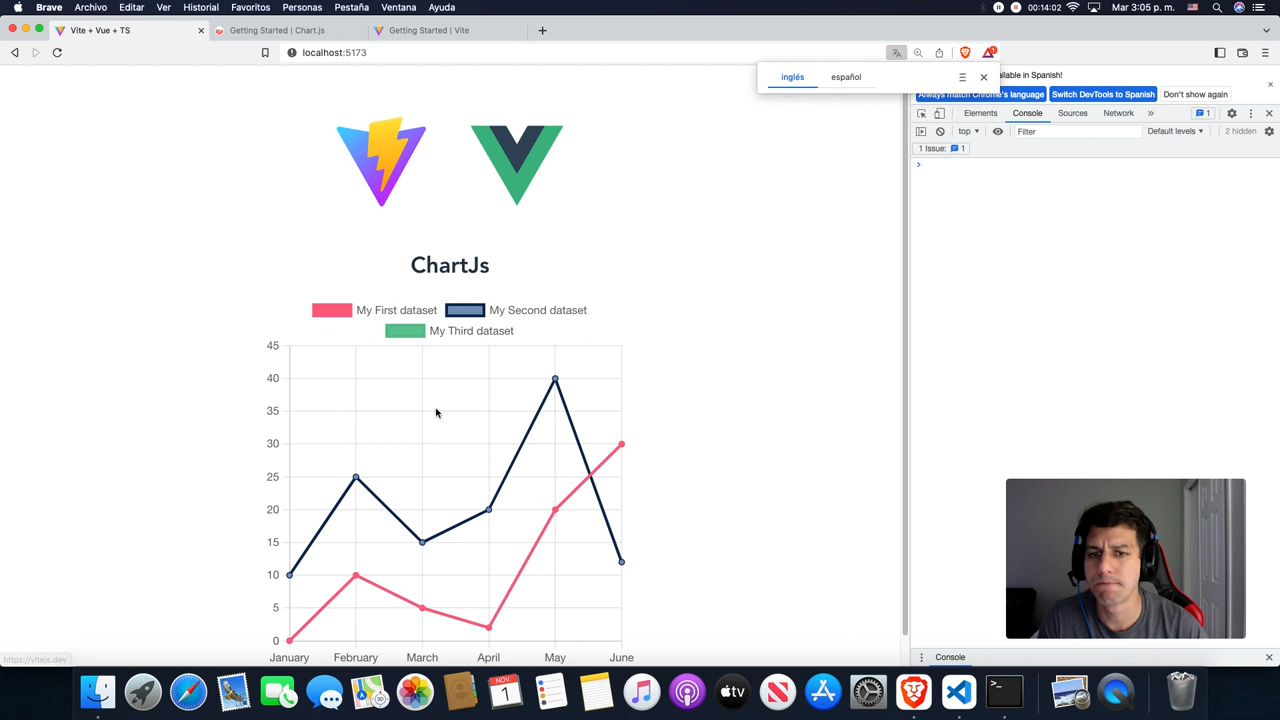 Brave Archivo Editar Ver Historial Favoritos Personas Pestaña Ventana Ayuda 00:14:02 Mar 3:05 p. m.
Vite + Vue + TS Getting Started | Chart.js Getting Started | Vite
localhost:5173
inglés español
ailable in Spanish!
Always match Chrome's language Switch DevTools to Spanish Don't show again
Elements Console Sources Network 1
top Filter Default levels 2 hidden
1 Issue: 1
ChartJs
My First dataset My Second dataset
My Third dataset
45
40
35
30
25
20
15
10
5
0
January February March April May June
https://vitejs.dev
Console
NOV
1
tv